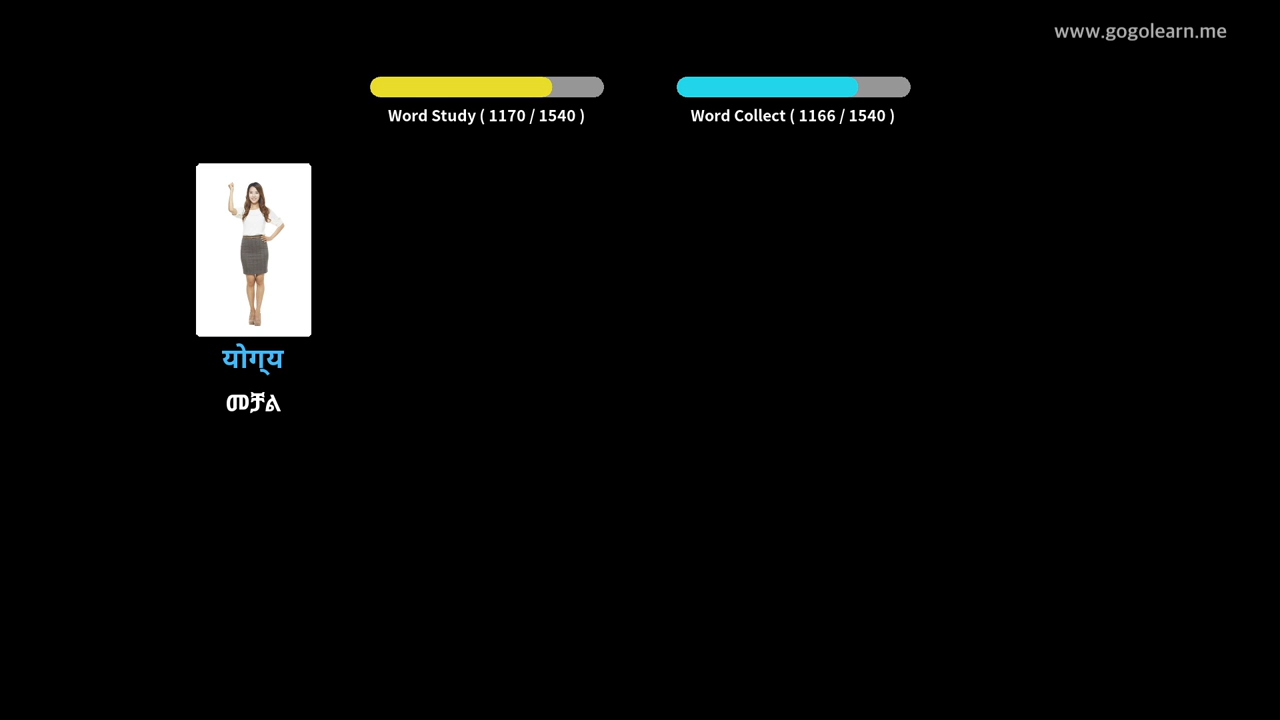 www.gogolearn.me
Word Study ( 1170 / 1540 )
Word Collect ( 1166 / 1540 )
योग्‌य
መቻል